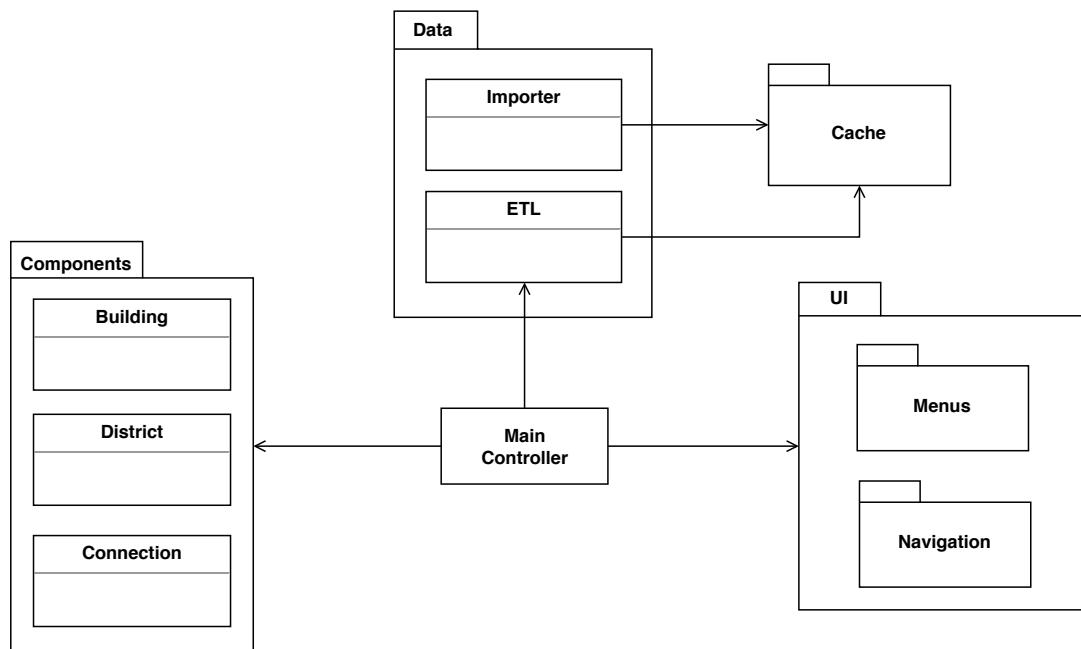 Data
Importer
Cache
ETL
Components
Building
UI
Menus
District
Main
Controller
Navigation
Connection